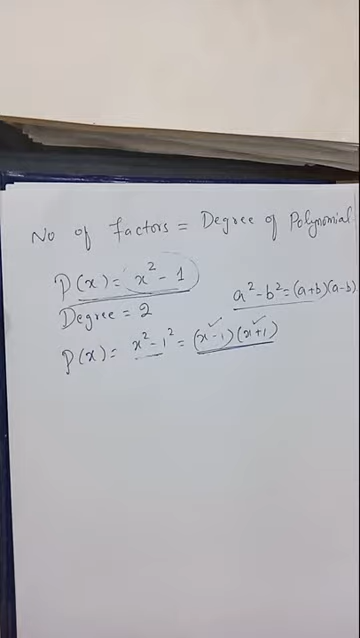 No of factors = Degree of Polynomial
P(x) = x² - 1
a² - b² = (a+b)(a-b)
Degree = 2
P(x) = x² - 1² = (x-1)(x+1)